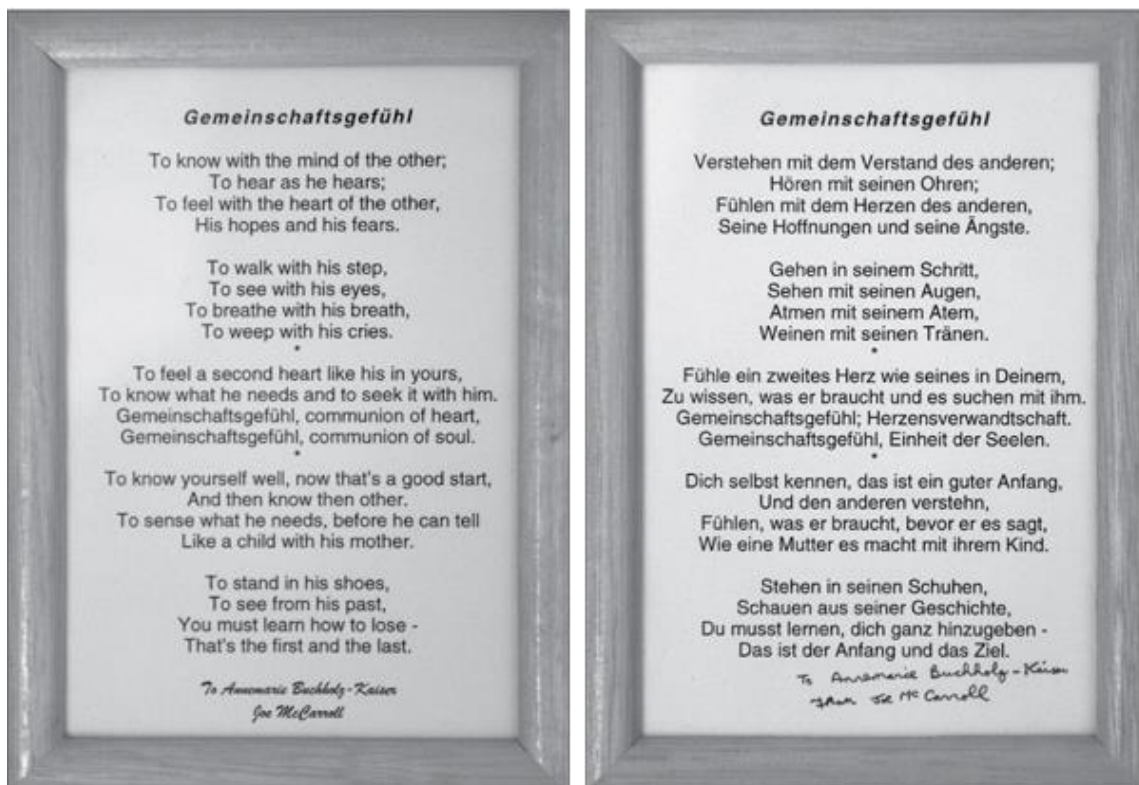 Gemeinschaftsgefühl
To know with the mind of the other;
To hear as he hears;
To feel with the heart of the other,
His hopes and his fears.
To walk with his step,
To see with his eyes,
To breathe with his breath,
To weep with his cries.
*
To feel a second heart like his in yours,
To know what he needs and to seek it with him.
Gemeinschaftsgefühl, communion of heart,
Gemeinschaftsgefühl, communion of soul.
*
To know yourself well, now that's a good start,
And then know then other.
To sense what he needs, before he can tell
Like a child with his mother.
To stand in his shoes,
To see from his past,
You must learn how to lose -
That's the first and the last.
To Annemarie Buchholz-Kaiser
Joe McCarroll
Gemeinschaftsgefühl
Verstehen mit dem Verstand des anderen;
Hören mit seinen Ohren;
Fühlen mit dem Herzen des anderen,
Seine Hoffnungen und seine Ängste.
Gehen in seinem Schritt,
Sehen mit seinen Augen,
Atmen mit seinem Atem,
Weinen mit seinen Tränen.
*
Fühle ein zweites Herz wie seines in Deinem,
Zu wissen, was er braucht und es suchen mit ihm.
Gemeinschaftsgefühl; Herzensverwandtschaft.
Gemeinschaftsgefühl, Einheit der Seelen.
*
Dich selbst kennen, das ist ein guter Anfang,
Und den anderen verstehn,
Fühlen, was er braucht, bevor er es sagt,
Wie eine Mutter es macht mit ihrem Kind.
Stehen in seinen Schuhen,
Schauen aus seiner Geschichte,
Du musst lernen, dich ganz hinzugeben -
Das ist der Anfang und das Ziel.
To Annemarie Buchholz-Kaiser
from Joe McCarroll